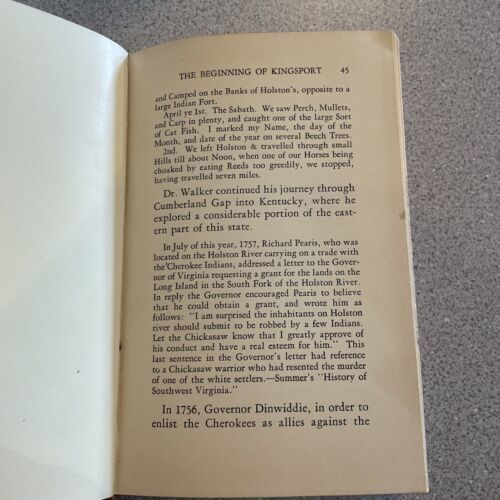 THE BEGINNING OF KINGSPORT 45
and Camped on the Banks of Holston's, opposite to a
large Indian Fort.
April ye 1st. The Sabath. We saw Perch, Mullets,
and Carp in plenty, and caught one of the large Sort
of Cat Fish. I marked my Name, the day of the
Month, and date of the year on several Beech Trees.
2nd. We left Holston & travelled through small
Hills till about Noon, when one of our Horses being
choaked by eating Reeds too greedily, we stopped,
having travelled seven miles.
Dr. Walker continued his journey through
Cumberland Gap into Kentucky, where he
explored a considerable portion of the east-
ern part of this state.
In July of this year, 1757, Richard Pearis, who was
located on the Holston River carrying on a trade with
the Cherokee Indians, addressed a letter to the Gover-
nor of Virginia requesting a grant for the lands on the
Long Island in the South Fork of the Holston River.
In reply the Governor encouraged Pearis to believe
that he could obtain a grant, and wrote him as
follows: "I am surprised the inhabitants on Holston
river should submit to be robbed by a few Indians.
Let the Chickasaw know that I greatly approve of
his conduct and have a real esteem for him." This
last sentence in the Governor's letter had reference
to a Chickasaw warrior who had resented the murder
of one of the white settlers.—Summer's "History of
Southwest Virginia."
In 1756, Governor Dinwiddie, in order to
enlist the Cherokees as allies against the